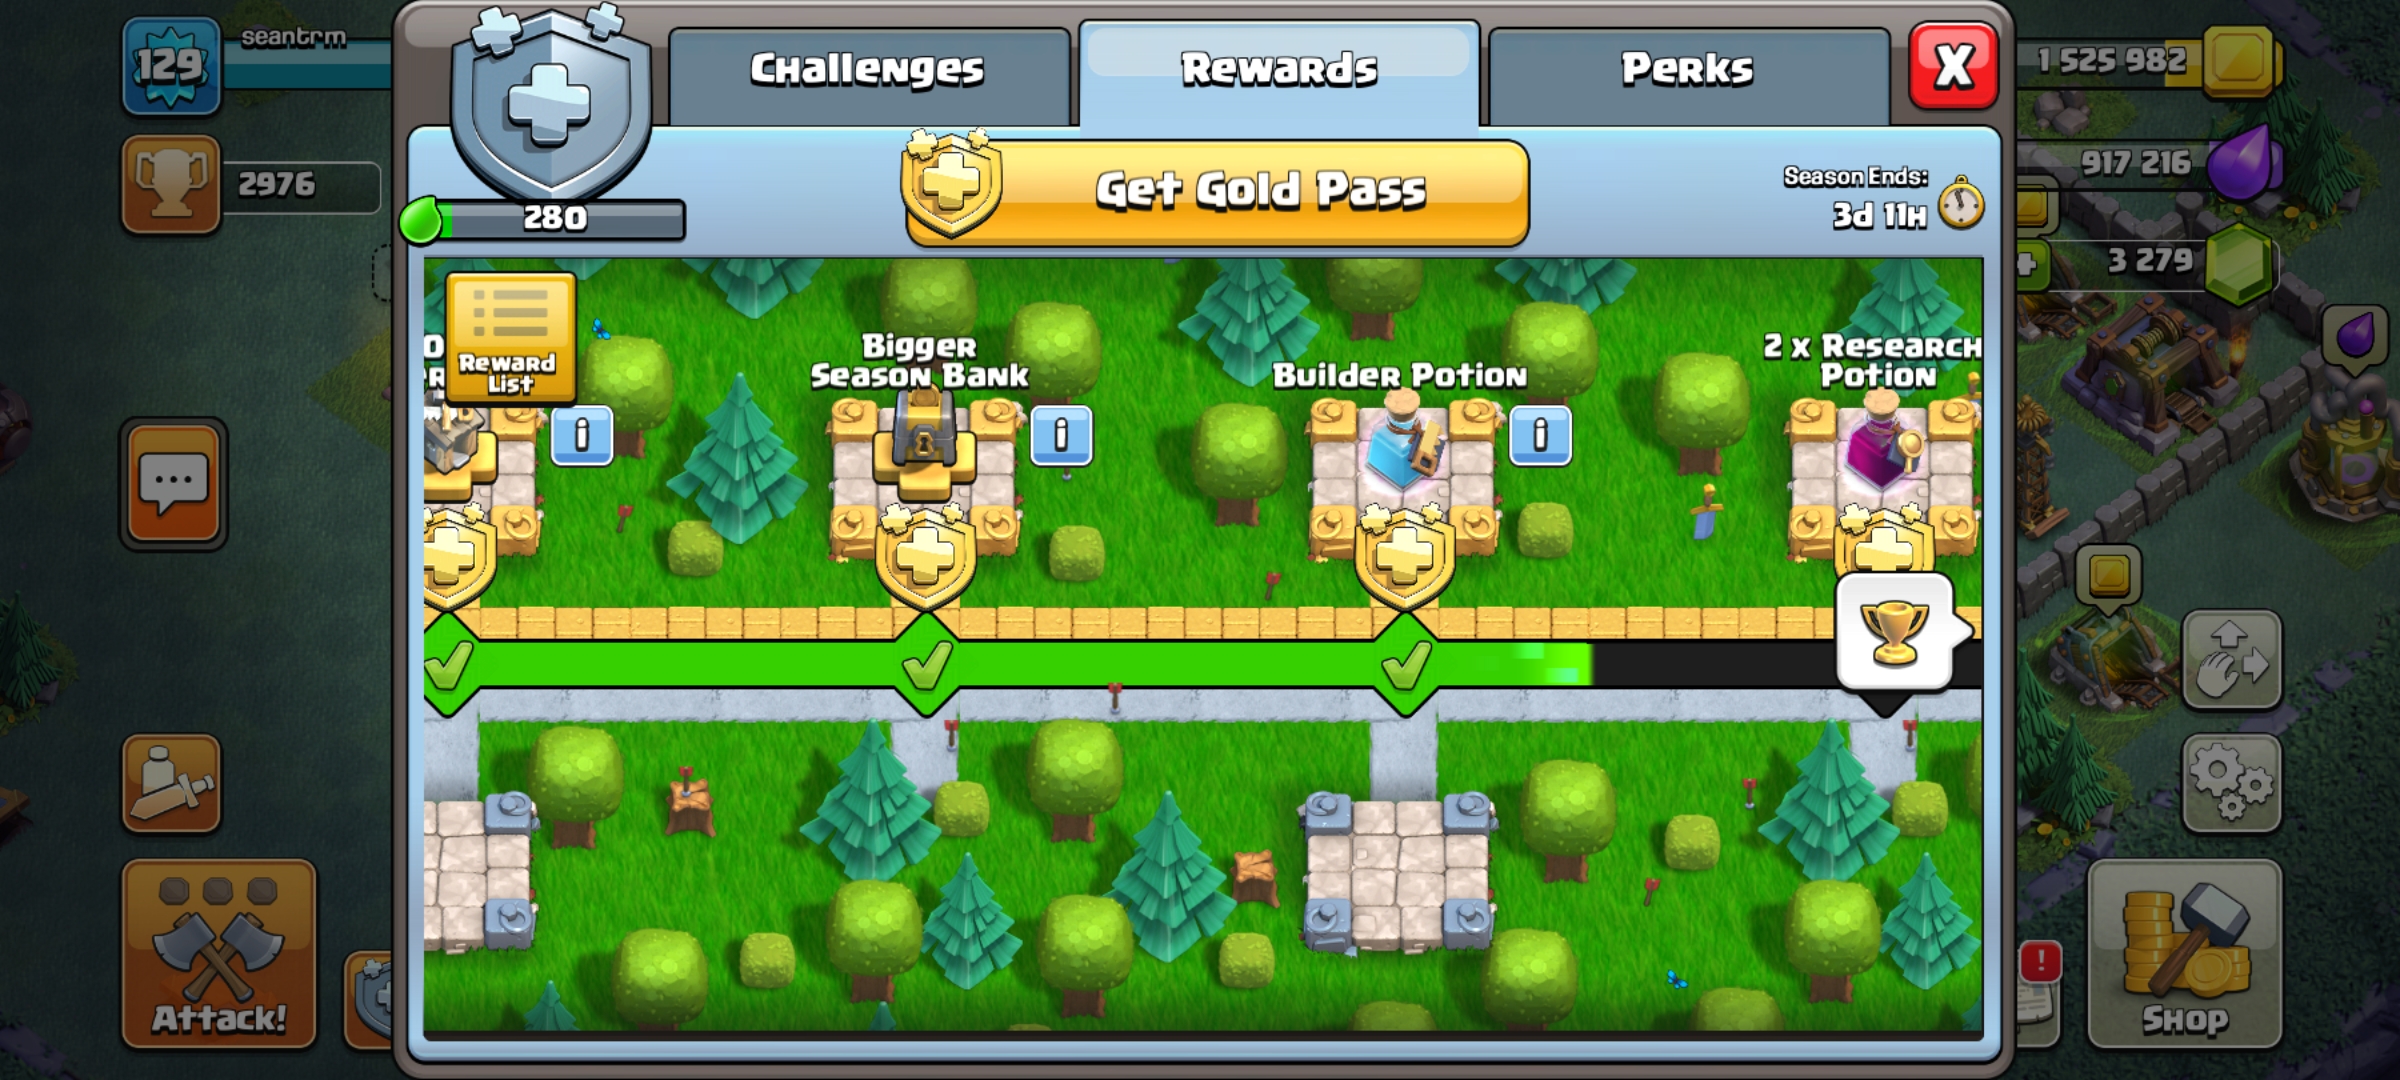 129
seantrm
Challenges
Rewards
Perks
X
1 525 982
2976
Get Gold Pass
Season Ends:
3d 11h
280
917 216
3 279
Reward
List
Bigger
Season Bank
Builder Potion
2 x Research
Potion
Attack!
Shop